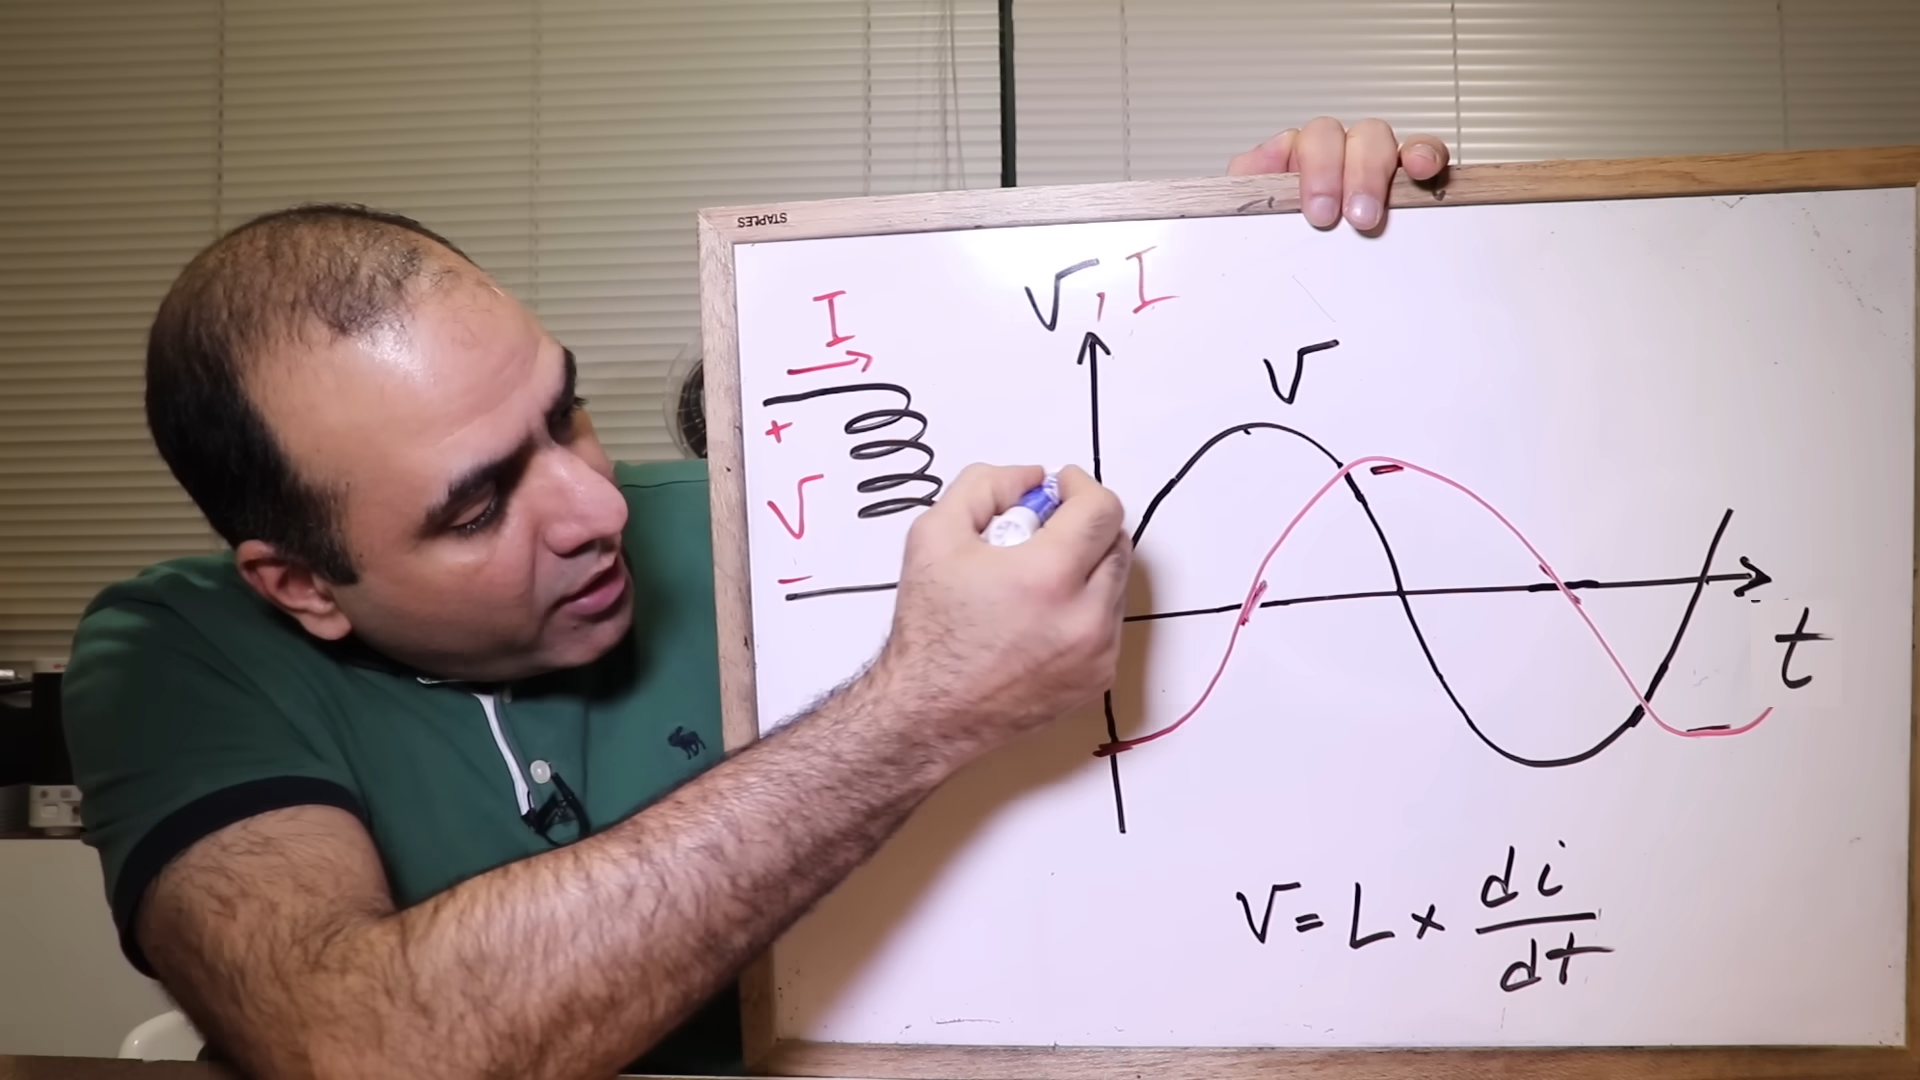 STAPLES
I
+
V
-
V, I
V
t
V = L × di/dt